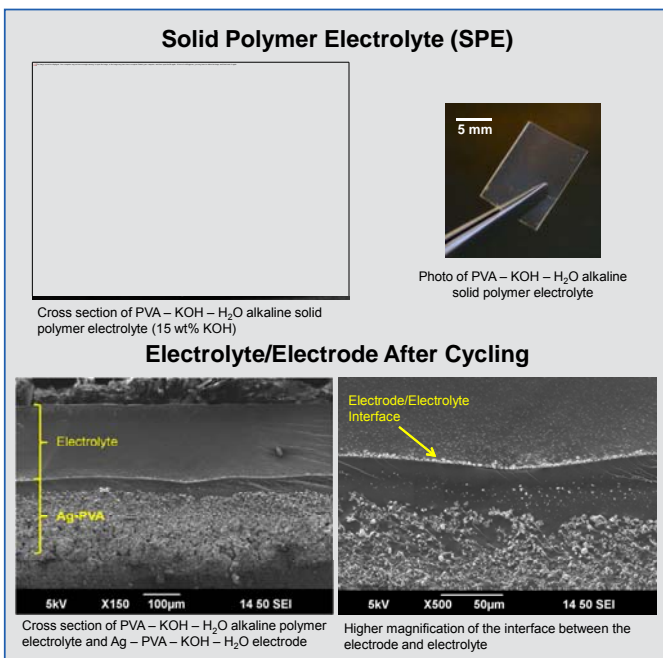 Solid Polymer Electrolyte (SPE)
5 mm
Photo of PVA – KOH – H₂O alkaline
solid polymer electrolyte
Cross section of PVA – KOH – H₂O alkaline solid
polymer electrolyte (15 wt% KOH)
Electrolyte/Electrode After Cycling
Electrolyte
Ag-PVA
5kV X150 100µm 14 50 SEI
Electrode/Electrolyte
Interface
5kV X500 50µm 14 50 SEI
Cross section of PVA – KOH – H₂O alkaline polymer
electrolyte and Ag – PVA – KOH – H₂O electrode
Higher magnification of the interface between the
electrode and electrolyte